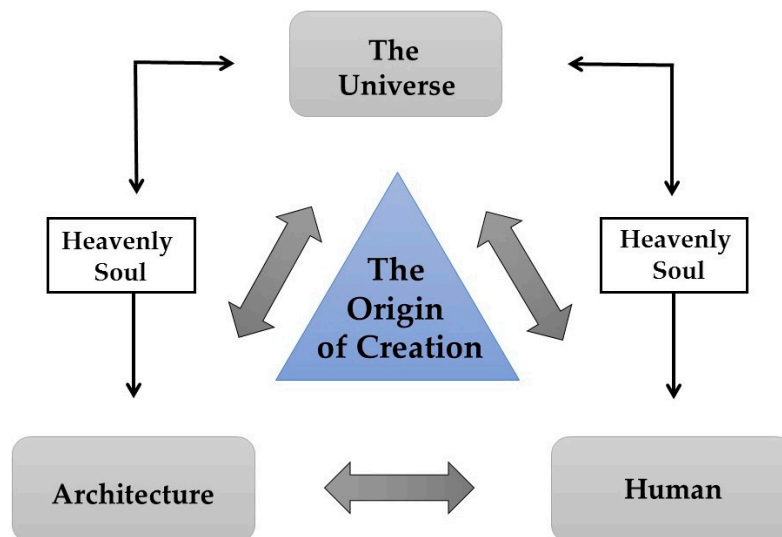 The
Universe
Heavenly
Soul
Heavenly
Soul
The
Origin
of Creation
Architecture
Human